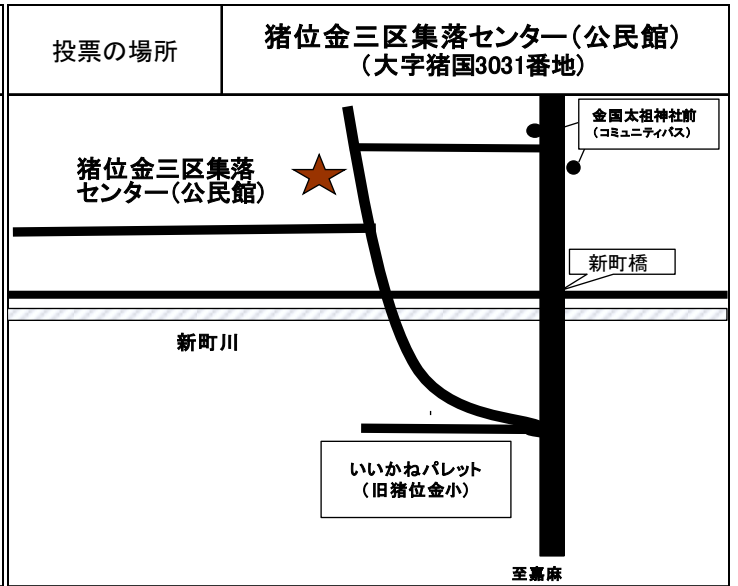 投票の場所
猪位金三区集落センター(公民館)
(大字猪国3031番地)
金国太祖神社前
(コミュニティバス)
猪位金三区集落
センター(公民館)
新町橋
新町川
いいかねパレット
(旧猪位金小)
至嘉麻